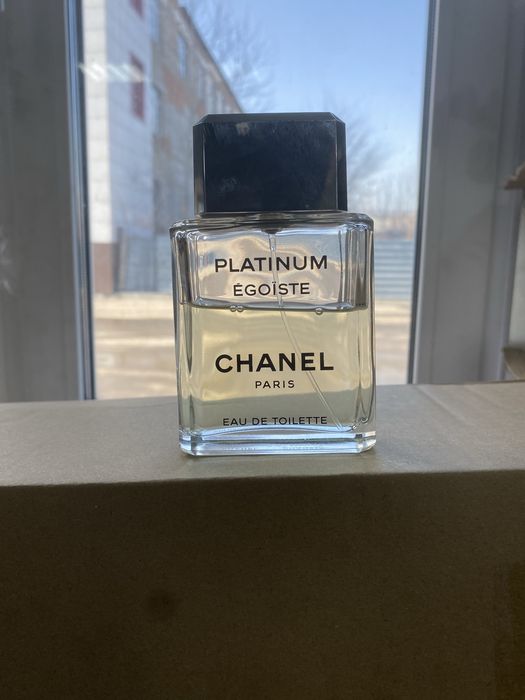 PLATINUM
ÉGOÏSTE
CHANEL
PARIS
EAU DE TOILETTE